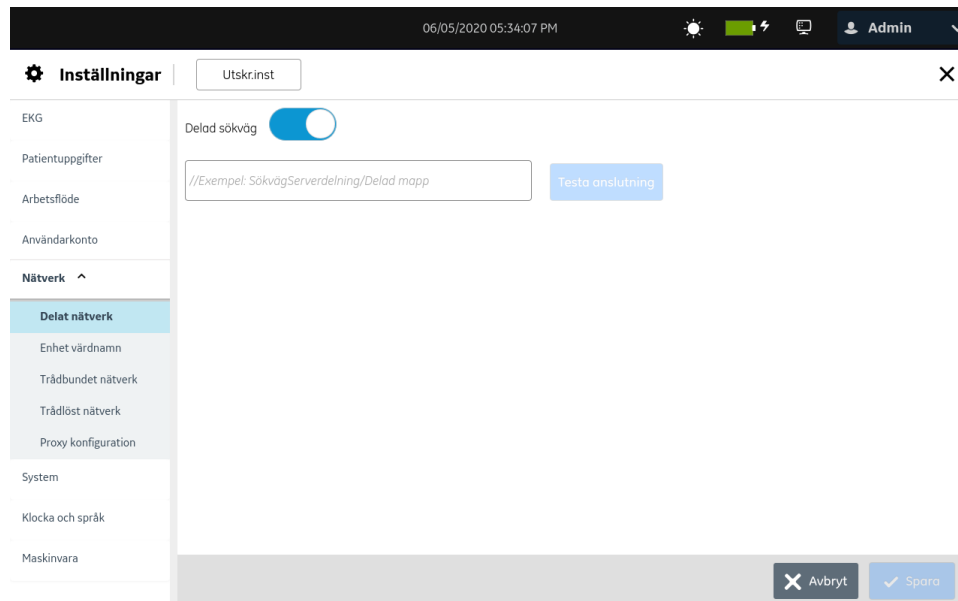 06/05/2020 05:34:07 PM
Admin
Inställningar
Utskr.inst
EKG
Patientuppgifter
Arbetsflöde
Användarkonto
Nätverk
Delat nätverk
Enhet värdnamn
Trådbundet nätverk
Trådlöst nätverk
Proxy konfiguration
System
Klocka och språk
Maskinvara
Delad sökväg
//Exempel: SökvägServerdelning/Delad mapp
Testa anslutning
Avbryt
Spara